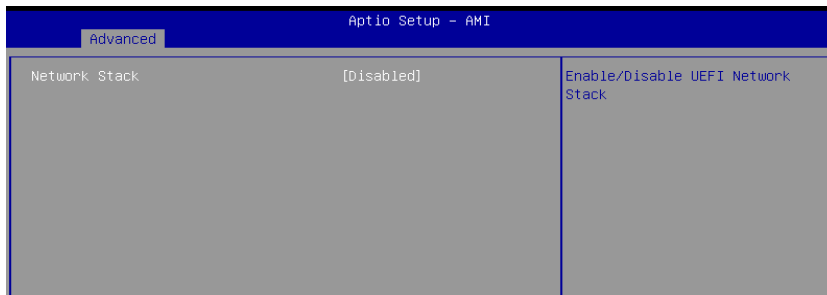 Aptio Setup – AMI
Advanced
Network Stack [Disabled]
Enable/Disable UEFI Network
Stack